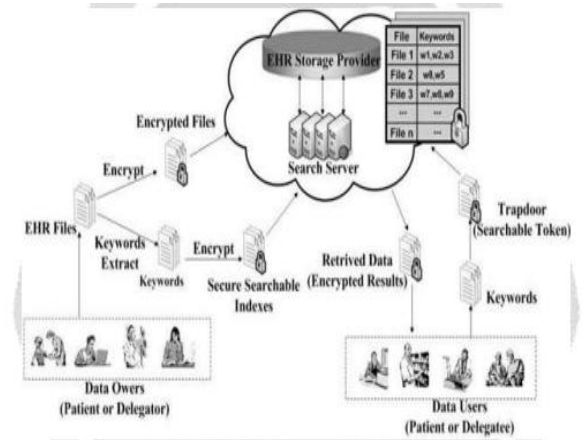 EHR Storage Provider
File Keywords
File 1 w1,w2,w3
File 2 w8,w5
File 3 w7,w8,w9
... ...
File n ...
Encrypted Files
Search Server
Encrypt
EHR Files
Keywords
Extract
Keywords
Encrypt
Secure Searchable
Indexes
Retrived Data
(Encrypted Results)
Trapdoor
(Searchable Token)
Keywords
Data Owers
(Patient or Delegator)
Data Users
(Patient or Delegatee)